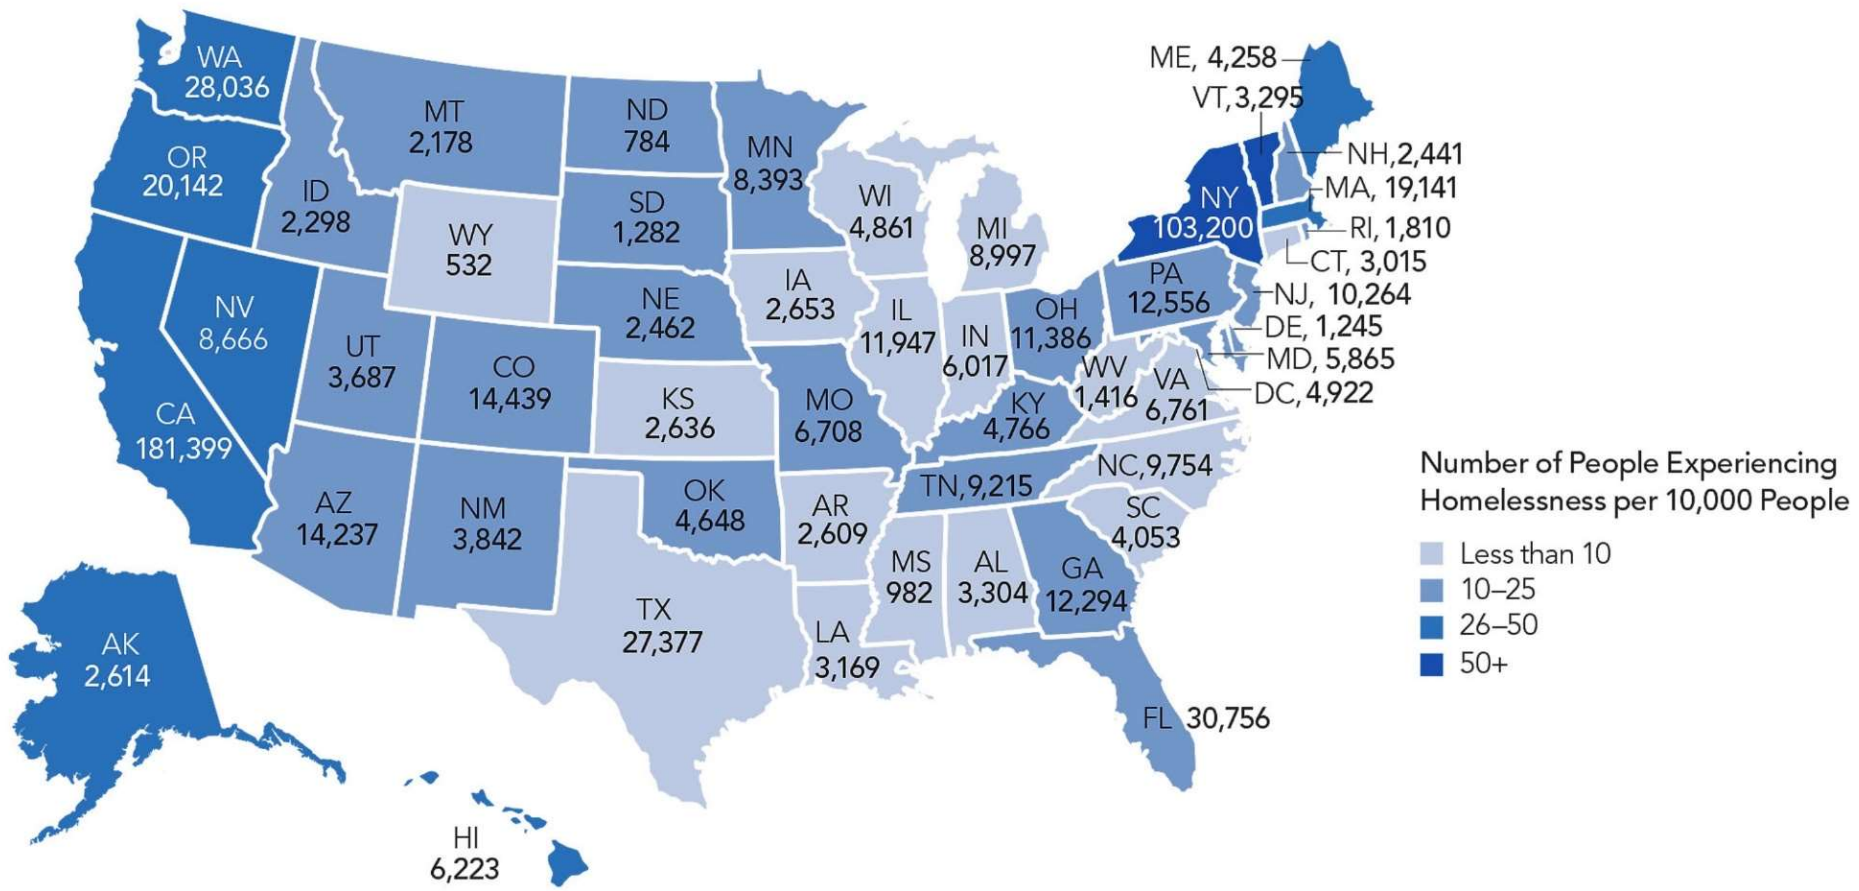 WA
28,036
OR
20,142
ID
2,298
MT
2,178
ND
784
MN
8,393
WY
532
SD
1,282
WI
4,861
MI
8,997
NV
8,666
UT
3,687
CO
14,439
NE
2,462
IA
2,653
IL
11,947
IN
6,017
OH
11,386
PA
12,556
NY
103,200
ME, 4,258
VT, 3,295
NH, 2,441
MA, 19,141
RI, 1,810
CT, 3,015
NJ, 10,264
DE, 1,245
MD, 5,865
DC, 4,922
CA
181,399
KS
2,636
MO
6,708
KY
4,766
WV
1,416
VA
6,761
AZ
14,237
NM
3,842
OK
4,648
AR
2,609
TN, 9,215
NC, 9,754
SC
4,053
MS
982
AL
3,304
GA
12,294
TX
27,377
LA
3,169
FL 30,756
AK
2,614
HI
6,223
Number of People Experiencing
Homelessness per 10,000 People
Less than 10
10–25
26–50
50+